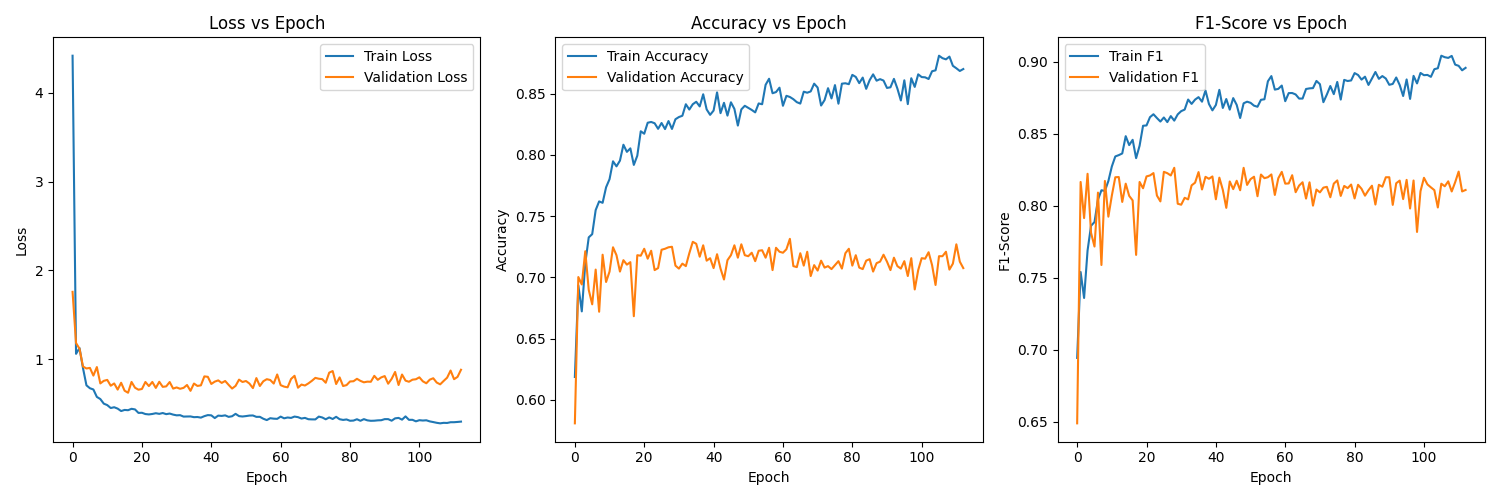 Loss vs Epoch
Train Loss
Validation Loss
4
3
2
1
Loss
0 20 40 60 80 100
Epoch
Accuracy vs Epoch
Train Accuracy
Validation Accuracy
0.85
0.80
0.75
0.70
0.65
0.60
Accuracy
0 20 40 60 80 100
Epoch
F1-Score vs Epoch
Train F1
Validation F1
0.90
0.85
0.80
0.75
0.70
0.65
F1-Score
0 20 40 60 80 100
Epoch